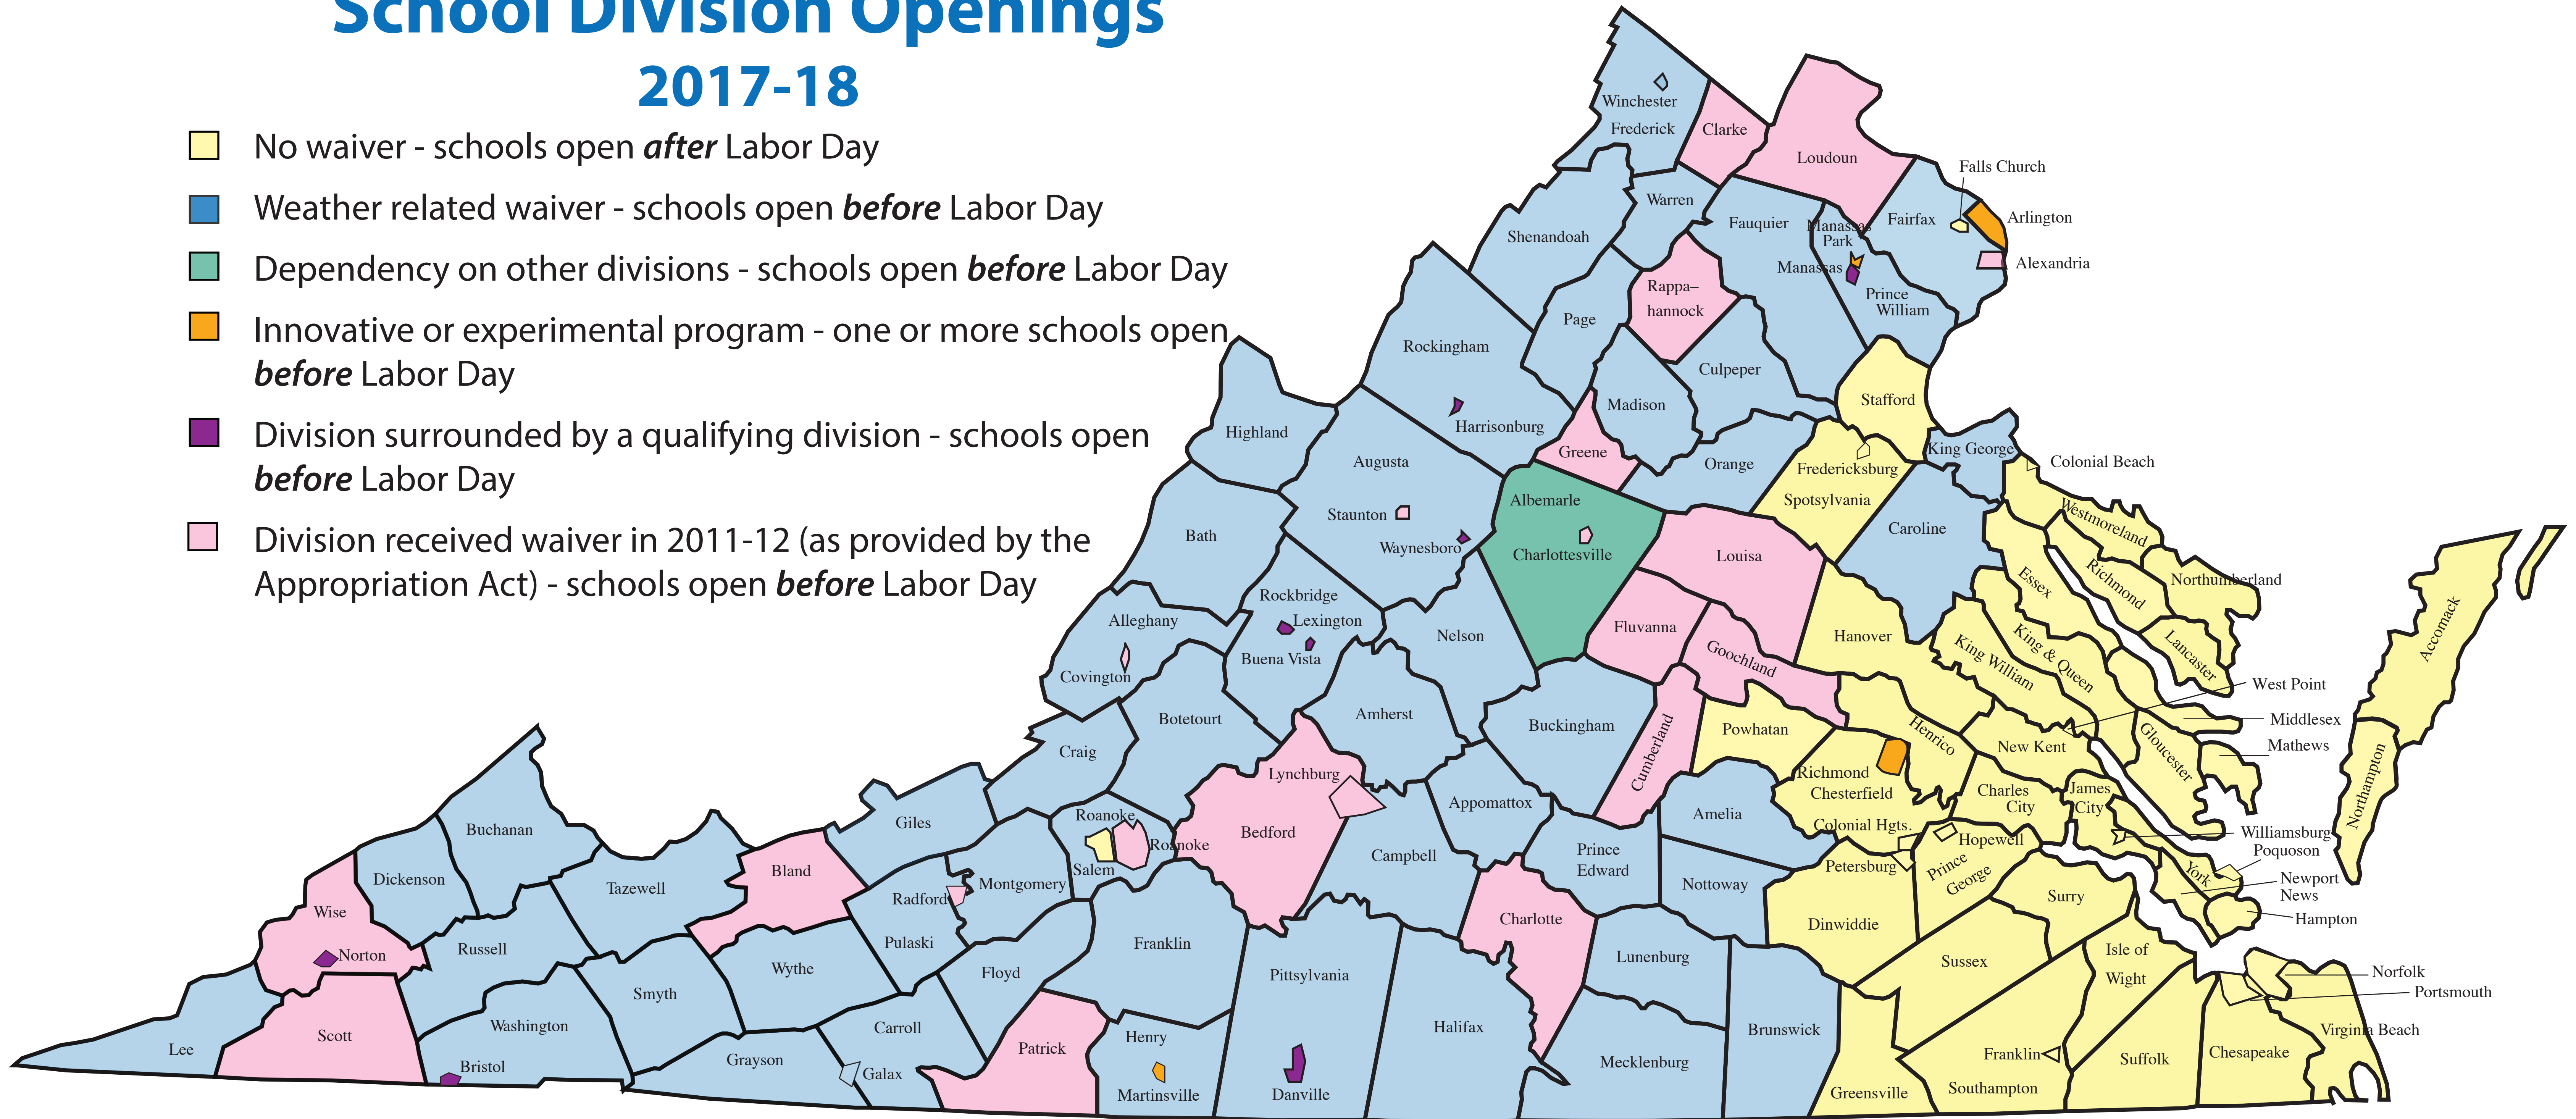 School Division Openings
2017-18
No waiver - schools open after Labor Day
Weather related waiver - schools open before Labor Day
Dependency on other divisions - schools open before Labor Day
Innovative or experimental program - one or more schools open
before Labor Day
Division surrounded by a qualifying division - schools open
before Labor Day
Division received waiver in 2011-12 (as provided by the
Appropriation Act) - schools open before Labor Day
Winchester
Frederick
Clarke
Loudoun
Falls Church
Warren
Fauquier
Manassas
Park
Fairfax
Arlington
Shenandoah
Manassas
Alexandria
Rappa–
hannock
Prince
William
Page
Rockingham
Culpeper
Madison
Stafford
Harrisonburg
Highland
Greene
King George
Augusta
Orange
Fredericksburg
Colonial Beach
Albemarle
Spotsylvania
Staunton
Westmoreland
Caroline
Bath
Waynesboro
Charlottesville
Louisa
Essex
Richmond
Northumberland
Rockbridge
Alleghany
Lexington
Nelson
Fluvanna
Hanover
Accomack
Buena Vista
Goochland
King William
King & Queen
Lancaster
Covington
West Point
Botetourt
Amherst
Buckingham
Cumberland
Powhatan
Henrico
New Kent
Middlesex
Gloucester
Mathews
Craig
Lynchburg
Richmond
Chesterfield
Charles
City
James
City
Northampton
Appomattox
Amelia
Giles
Roanoke
Buchanan
Bedford
Roanoke
Colonial Hgts.
Hopewell
Williamsburg
Poquoson
Campbell
Prince
Edward
Petersburg
Prince
George
York
Newport
News
Salem
Bland
Dickenson
Tazewell
Montgomery
Nottoway
Radford
Surry
Hampton
Wise
Charlotte
Dinwiddie
Pulaski
Franklin
Norton
Russell
Wythe
Floyd
Pittsylvania
Lunenburg
Sussex
Isle of
Wight
Norfolk
Portsmouth
Smyth
Washington
Carroll
Henry
Halifax
Brunswick
Virginia Beach
Scott
Lee
Patrick
Grayson
Galax
Bristol
Mecklenburg
Franklin
Suffolk
Chesapeake
Martinsville
Danville
Greensville
Southampton